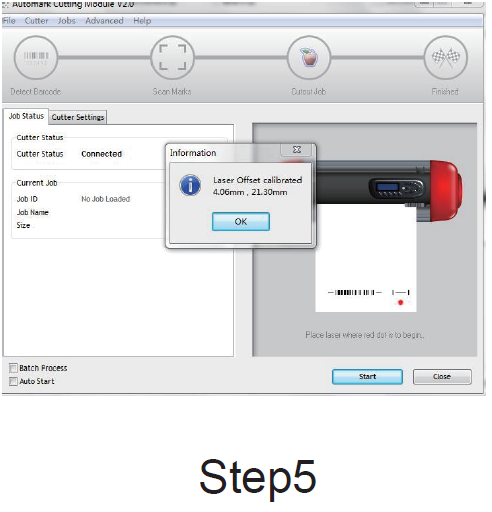 Automark Cutting Module V2.0
File Cutter Jobs Advanced Help
Detect Barcode Scan Marks Cutout Job Finished
Job Status Cutter Settings
Cutter Status
Cutter Status Connected
Current Job
Job ID No Job Loaded
Job Name
Size
Information
Laser Offset calibrated
4.06mm , 21.30mm
OK
Place laser where red dot is to begin..
Batch Process
Auto Start
Start Close
Step5